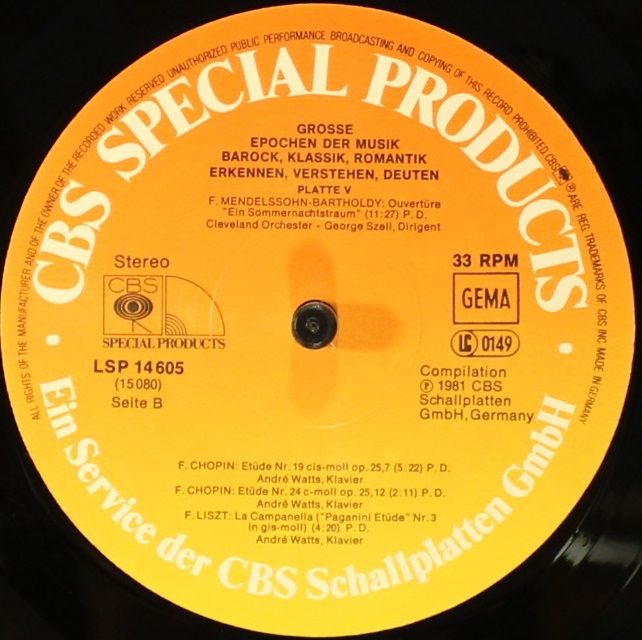 ALL RIGHTS OF THE MANUFACTURER AND OF THE OWNER OF THE RECORDED WORK RESERVED UNAUTHORIZED PUBLIC PERFORMANCE BROADCASTING AND COPYING OF THIS RECORD PROHIBITED. CBS ® ARE REG. TRADEMARKS OF CBS INC. MADE IN GERMANY
CBS SPECIAL PRODUCTS
GROSSE
EPOCHEN DER MUSIK
BAROCK, KLASSIK, ROMANTIK
ERKENNEN, VERSTEHEN, DEUTEN
PLATTE V
F. MENDELSSOHN-BARTHOLDY: Ouvertüre
"Ein Sommernachtstraum" (11:27) P. D.
Cleveland Orchester - George Szell, Dirigent
Stereo
CBS
SPECIAL PRODUCTS
LSP 14605
(15080)
Seite B
33 RPM
GEMA
LC 0149
Compilation
℗ 1981 CBS
Schallplatten
GmbH, Germany
F. CHOPIN: Etüde Nr. 19 cis-moll op. 25,7 (5:22) P. D.
André Watts, Klavier
F. CHOPIN: Etüde Nr. 24 c-moll op. 25,12 (2:11) P. D.
André Watts, Klavier
F. LISZT: La Campanella ("Paganini Etüde" Nr. 3
in gis-moll) (4:20) P. D.
André Watts, Klavier
Ein Service der CBS Schallplatten GmbH